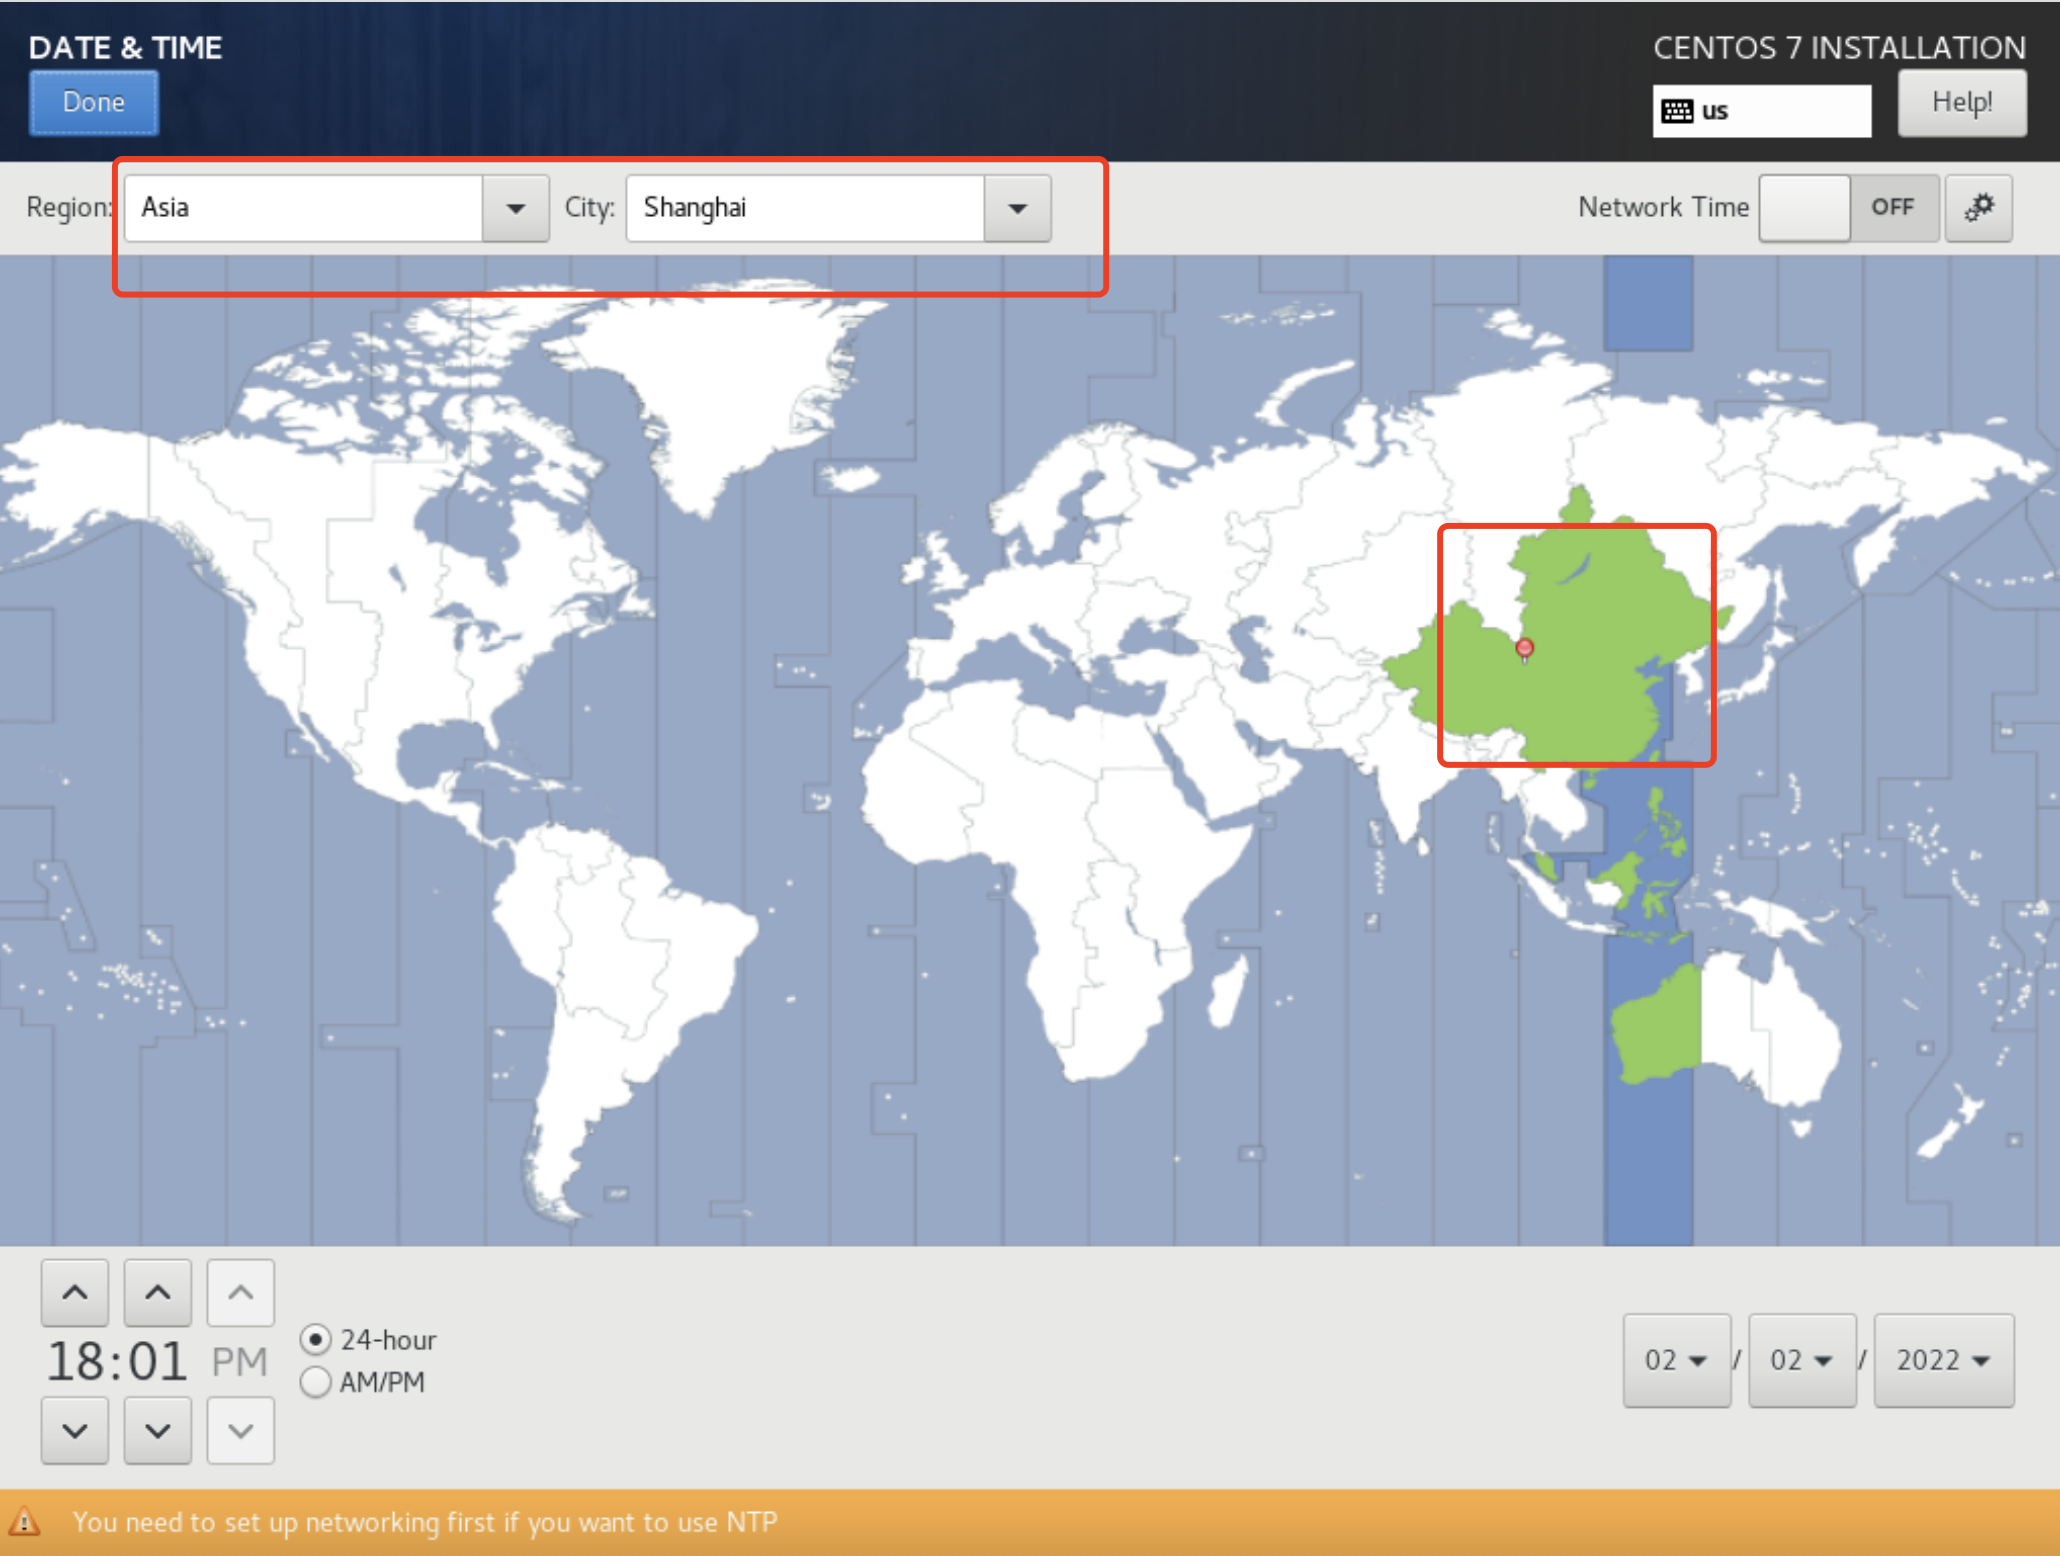 DATE & TIME
CENTOS 7 INSTALLATION
Done
us
Help!
Region: Asia City: Shanghai Network Time OFF
18:01 PM
24-hour
AM/PM
02 / 02 / 2022
You need to set up networking first if you want to use NTP